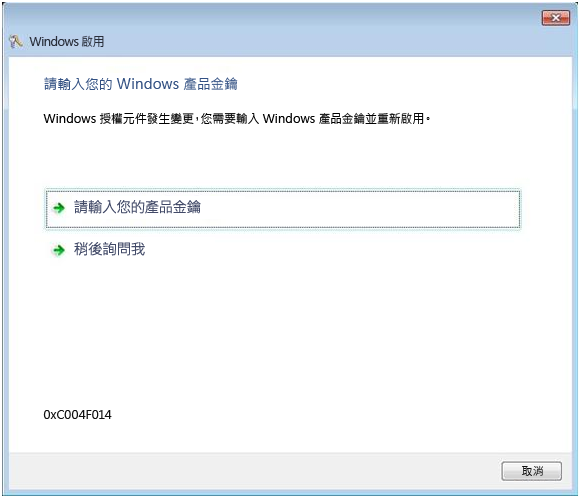 Windows 啟用
請輸入您的 Windows 產品金鑰
Windows 授權元件發生變更，您需要輸入 Windows 產品金鑰並重新啟用。
請輸入您的產品金鑰
稍後詢問我
0xC004F014
取消